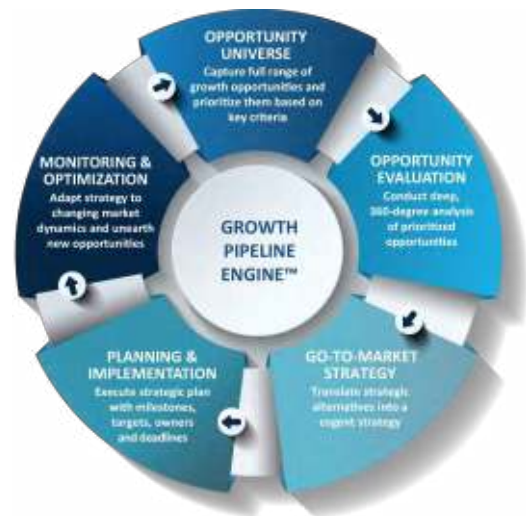 OPPORTUNITY
UNIVERSE
Capture full range of
growth opportunities and
prioritize them based on
key criteria
OPPORTUNITY
EVALUATION
Conduct deep,
360-degree analysis
of prioritized
opportunities
GO-TO-MARKET
STRATEGY
Translate strategic
alternatives into a
cogent strategy
PLANNING &
IMPLEMENTATION
Execute strategic plan
with milestones,
targets, owners
and deadlines
MONITORING &
OPTIMIZATION
Adapt strategy to
changing market
dynamics and unearth
new opportunities
GROWTH
PIPELINE
ENGINE™